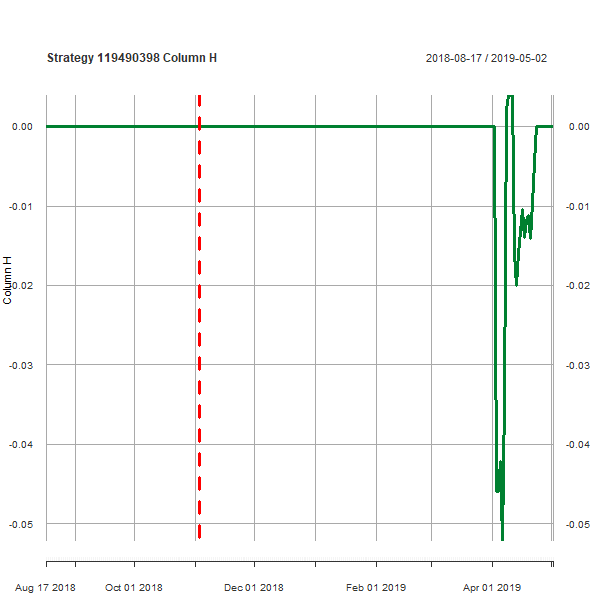 Strategy 119490398 Column H
2018-08-17 / 2019-05-02
0.00 0.00
-0.01 -0.01
-0.02 -0.02
-0.03 -0.03
-0.04 -0.04
-0.05 -0.05
Column H
Aug 17 2018 Oct 01 2018 Dec 01 2018 Feb 01 2019 Apr 01 2019